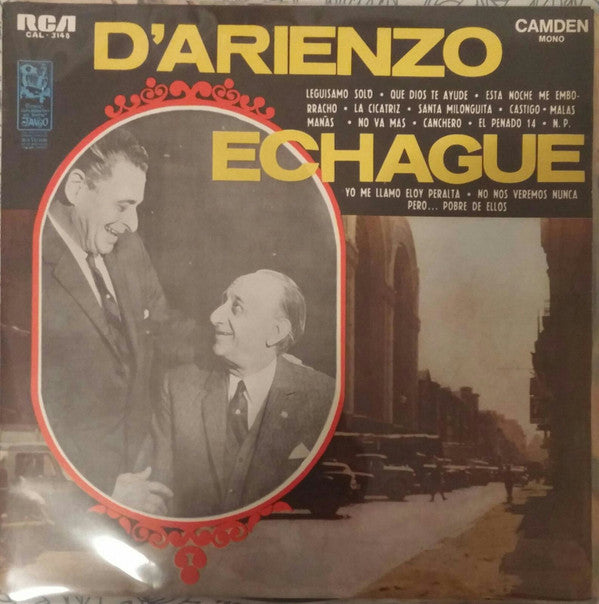 RCA
CAL - 3148
CAMDEN
MONO
D'ARIENZO
LEGUISAMO SOLO • QUE DIOS TE AYUDE • ESTA NOCHE ME EMBO-
RRACHO • LA CICATRIZ • SANTA MILONGUITA • CASTIGO • MALAS
MAÑAS • NO VA MAS • CANCHERO • EL PENADO 14 • N. P.
TANGO
ECHAGUE
YO ME LLAMO ELOY PERALTA • NO NOS VEREMOS NUNCA
PERO... POBRE DE ELLOS